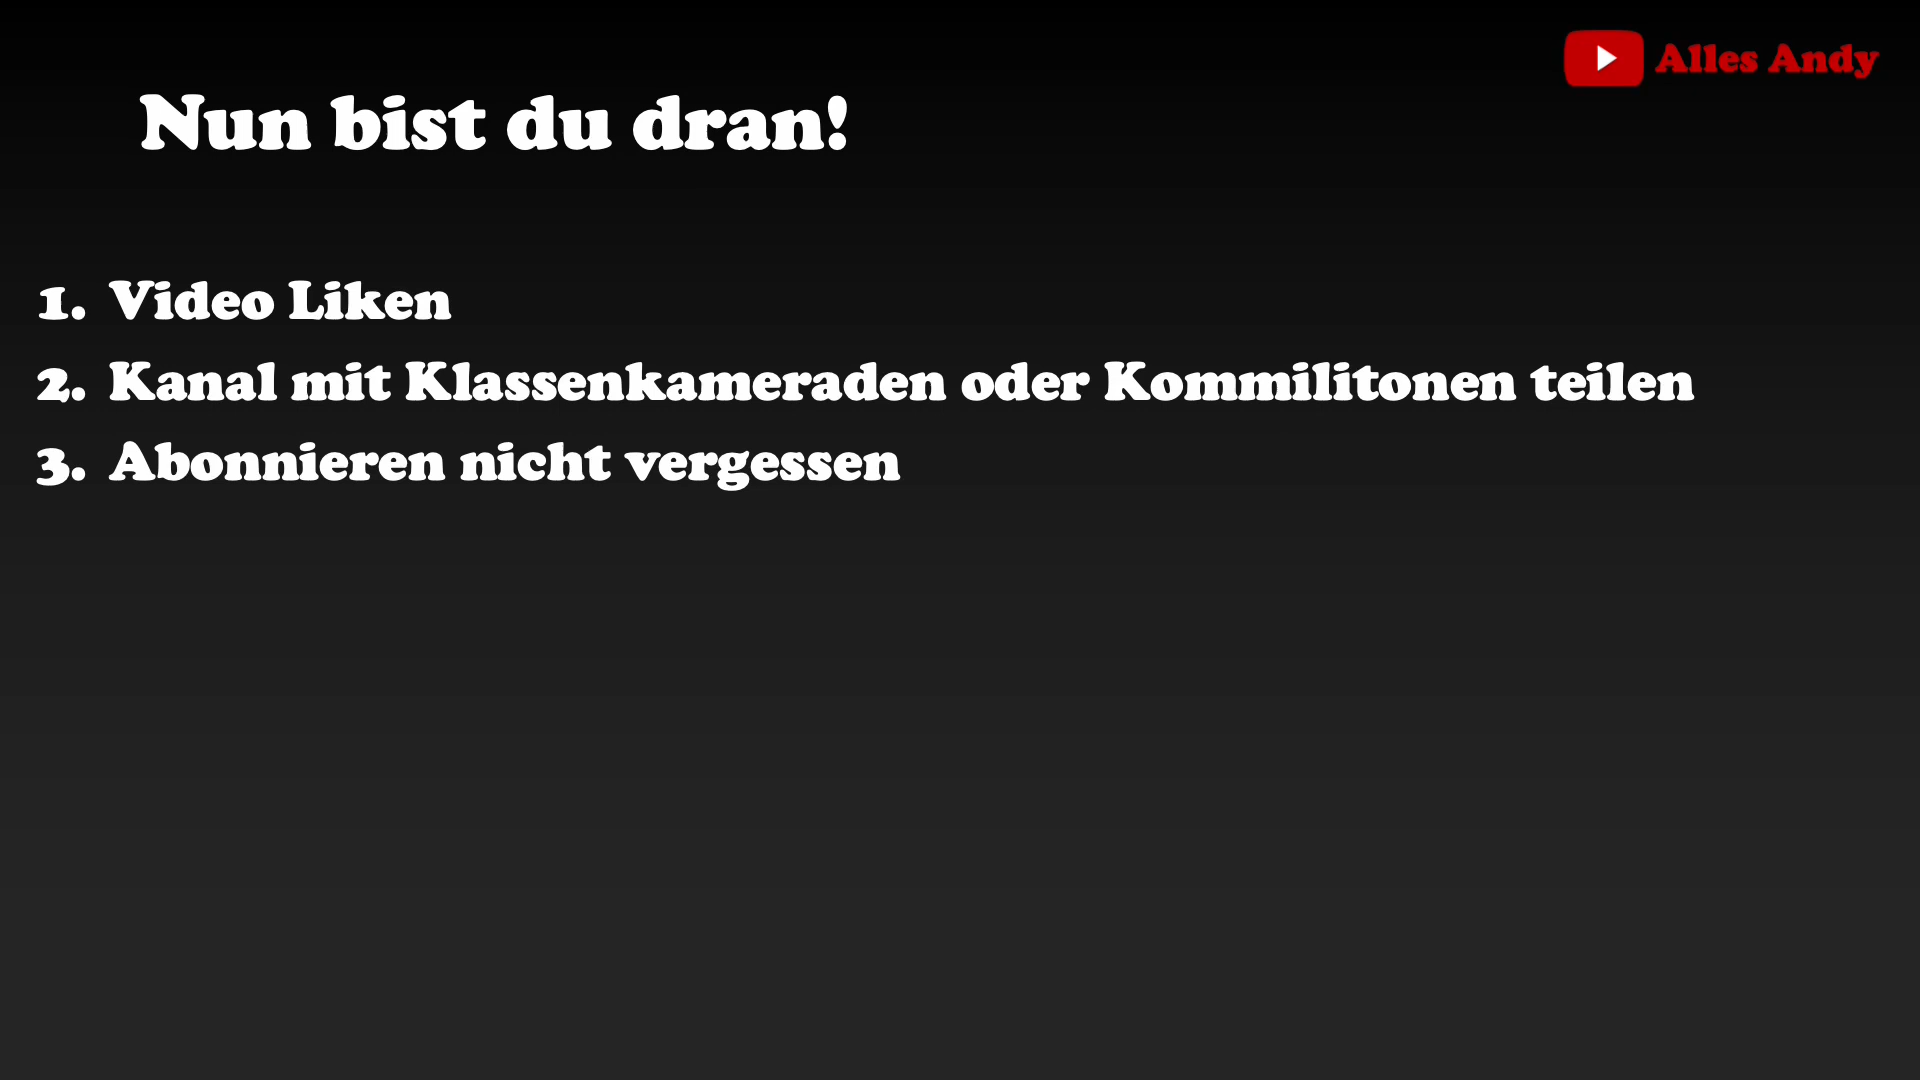 Alles Andy
Nun bist du dran!
1. Video Liken
2. Kanal mit Klassenkameraden oder Kommilitonen teilen
3. Abonnieren nicht vergessen